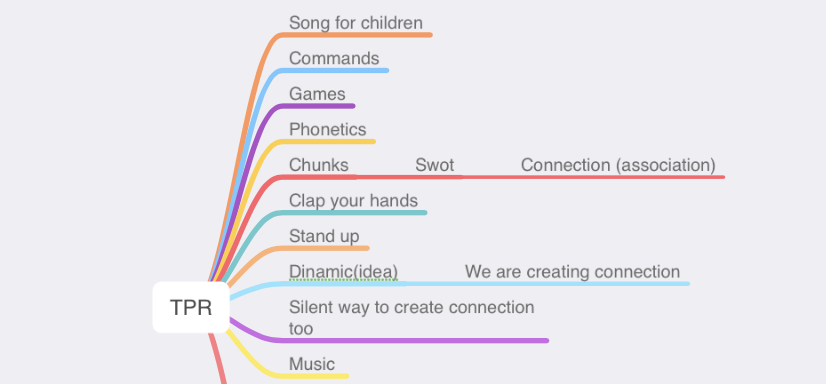 Song for children
Commands
Games
Phonetics
Chunks Swot Connection (association)
Clap your hands
Stand up
Dinamic(idea) We are creating connection
TPR
Silent way to create connection
too
Music